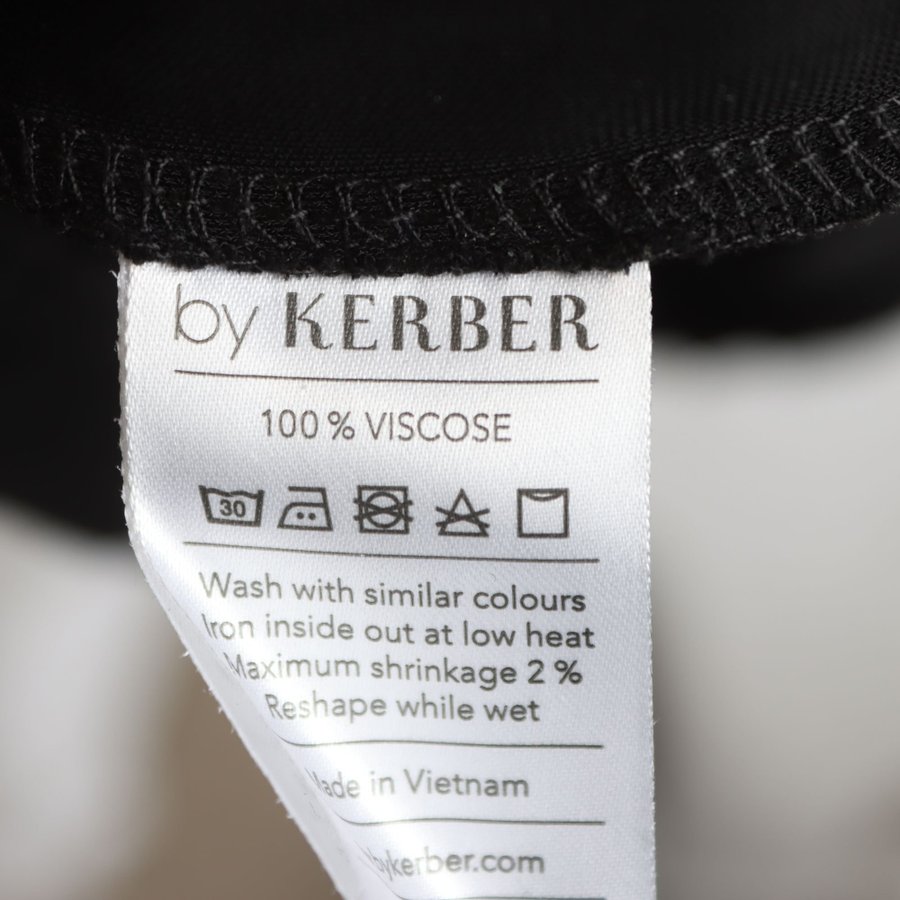 by KERBER
100 % VISCOSE
30
Wash with similar colours
Iron inside out at low heat
Maximum shrinkage 2 %
Reshape while wet
Made in Vietnam
bykerber.com